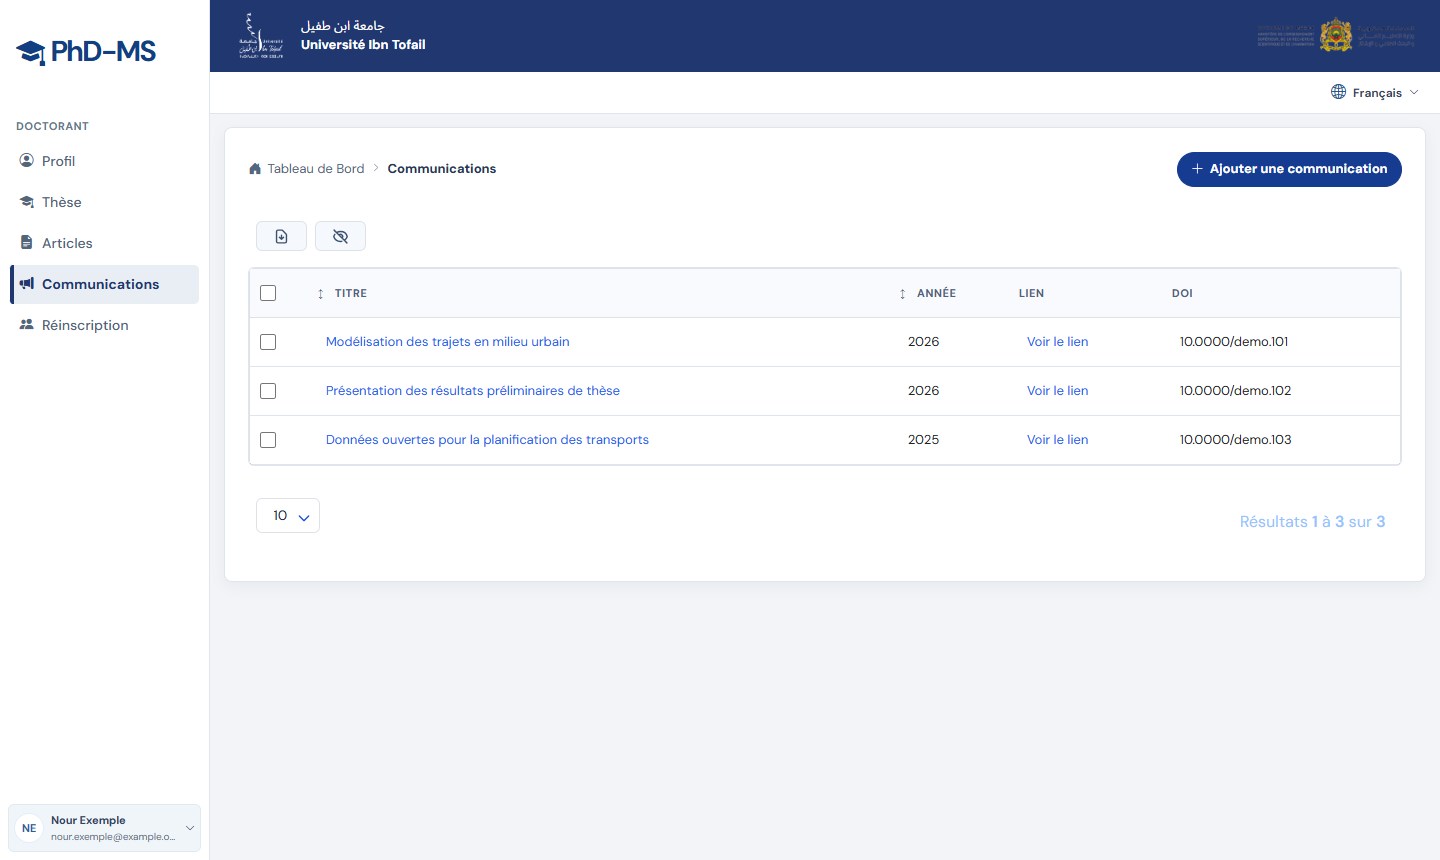 PhD-MS
جامعة ابن طفيل
Université Ibn Tofail
Français
DOCTORANT
Profil
Thèse
Articles
Communications
Réinscription
Tableau de Bord
Communications
Ajouter une communication
TITRE ANNÉE LIEN DOI
Modélisation des trajets en milieu urbain 2026 Voir le lien 10.0000/demo.101
Présentation des résultats préliminaires de thèse 2026 Voir le lien 10.0000/demo.102
Données ouvertes pour la planification des transports 2025 Voir le lien 10.0000/demo.103
10
Résultats 1 à 3 sur 3
NE
Nour Exemple
nour.exemple@example.o...